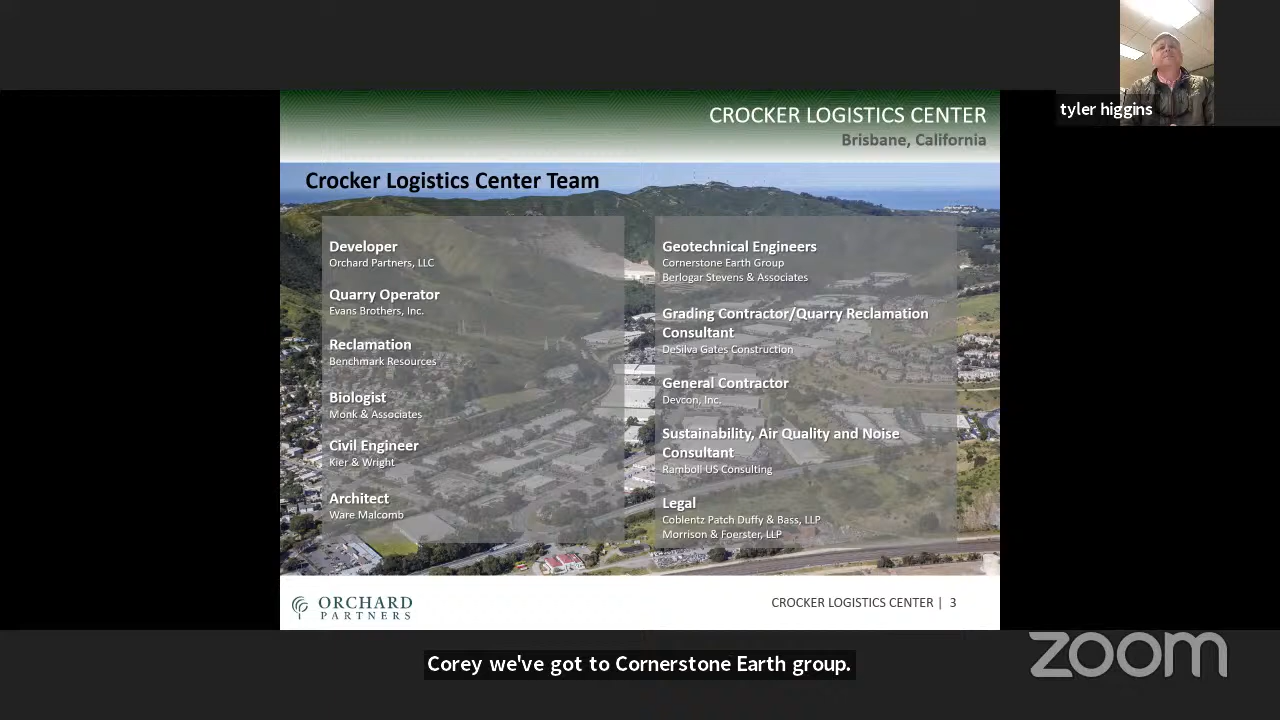 tyler higgins
CROCKER LOGISTICS CENTER
Brisbane, California
Crocker Logistics Center Team
Developer
Orchard Partners, LLC
Quarry Operator
Evans Brothers, Inc.
Reclamation
Benchmark Resources
Biologist
Monk & Associates
Civil Engineer
Kier & Wright
Architect
Ware Malcomb
Geotechnical Engineers
Cornerstone Earth Group
Berlogar Stevens & Associates
Grading Contractor/Quarry Reclamation
Consultant
DeSilva Gates Construction
General Contractor
Devcon, Inc.
Sustainability, Air Quality and Noise
Consultant
Ramboll US Consulting
Legal
Coblentz Patch Duffy & Bass, LLP
Morrison & Foerster, LLP
ORCHARD
PARTNERS
CROCKER LOGISTICS CENTER | 3
Corey we've got to Cornerstone Earth group.
zoom